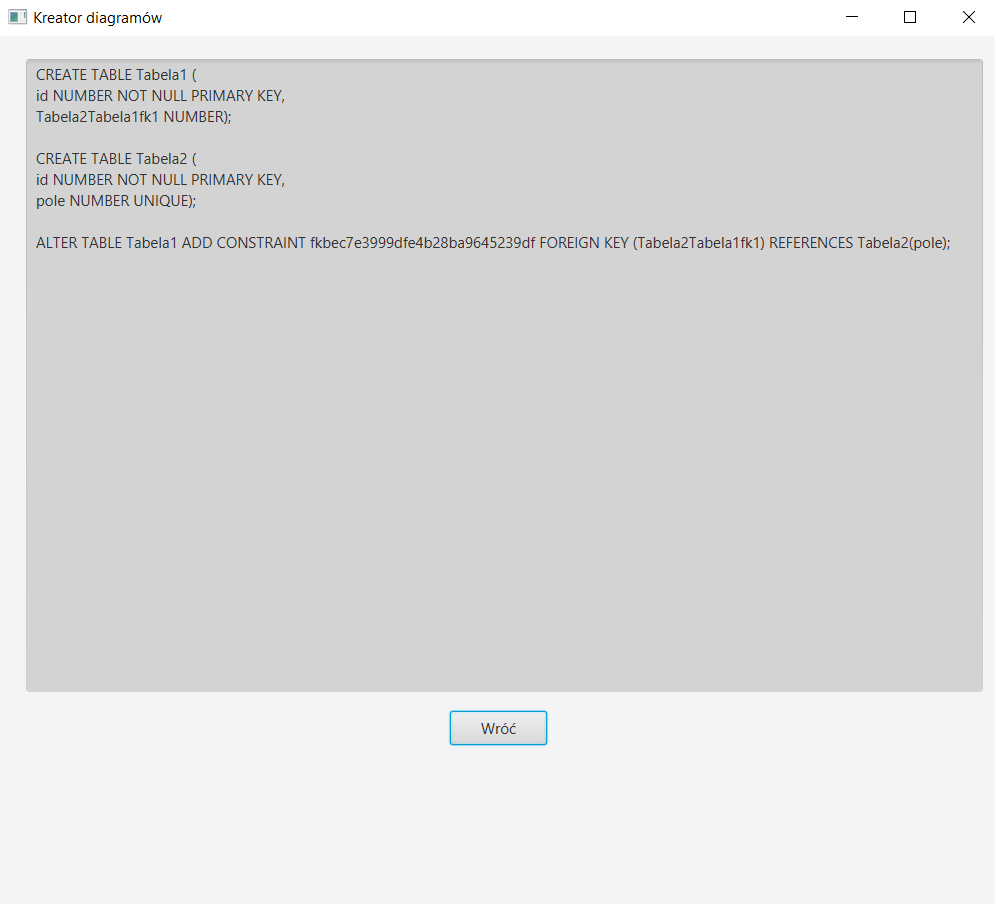 Kreator diagramów
CREATE TABLE Tabela1 (
id NUMBER NOT NULL PRIMARY KEY,
Tabela2Tabela1fk1 NUMBER);
CREATE TABLE Tabela2 (
id NUMBER NOT NULL PRIMARY KEY,
pole NUMBER UNIQUE);
ALTER TABLE Tabela1 ADD CONSTRAINT fkbec7e3999dfe4b28ba9645239df FOREIGN KEY (Tabela2Tabela1fk1) REFERENCES Tabela2(pole);
Wróć